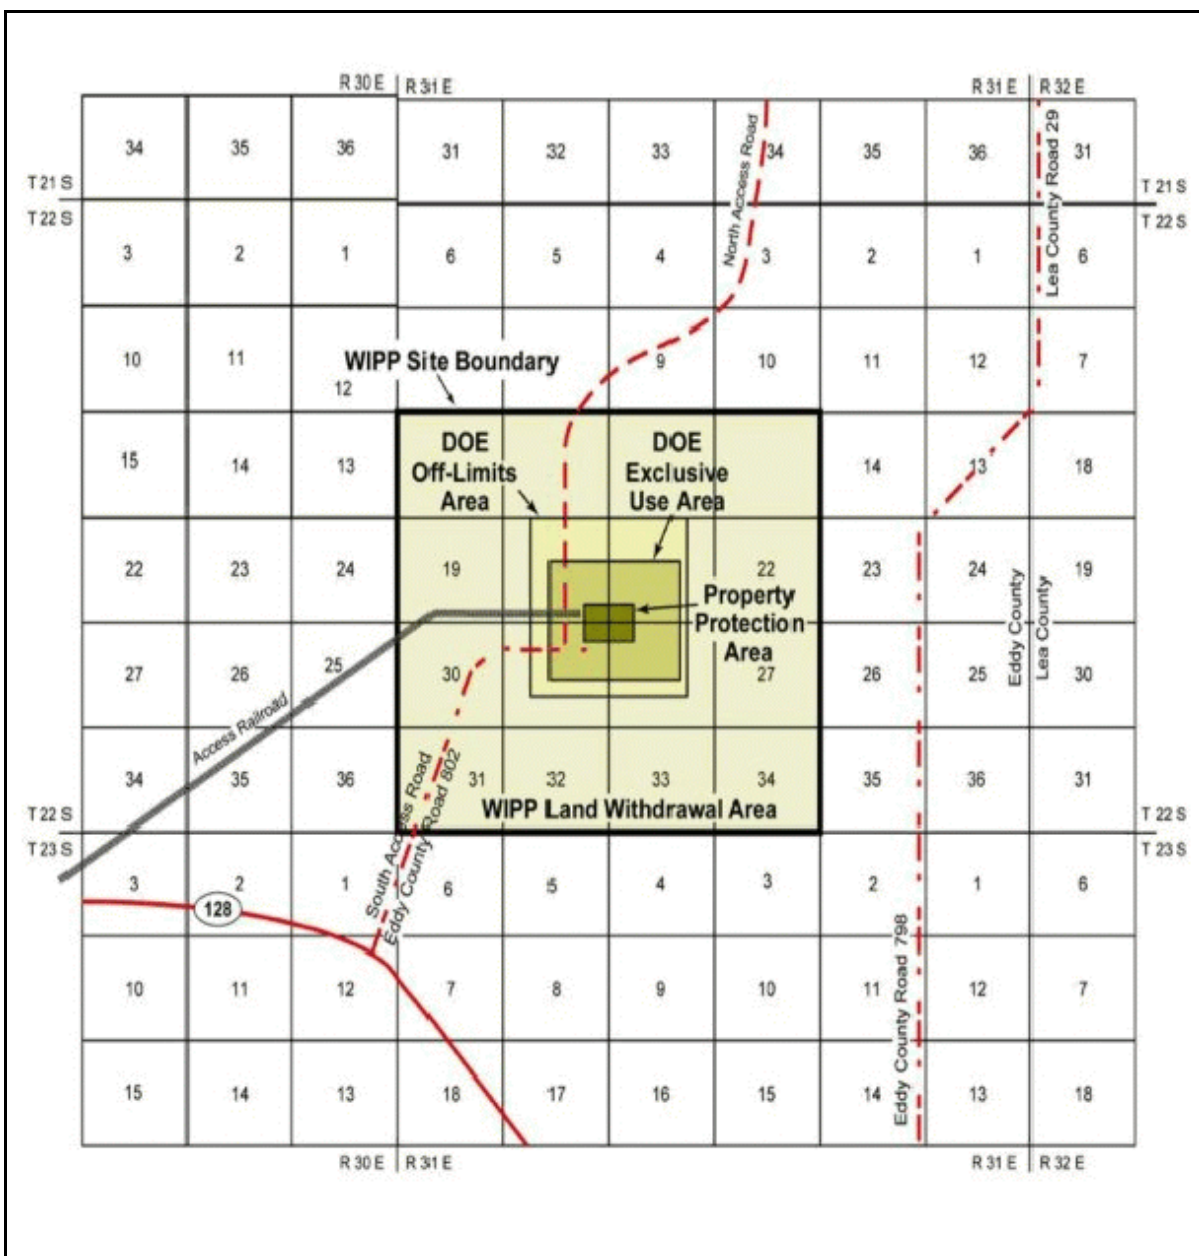 R 30 E R 31 E R 31 E R 32 E
34 35 36 31 32 33 34 35 36 31
North Access Road
Lea County Road 29
T 21 S T 21 S
T 22 S T 22 S
3 2 1 6 5 4 3 2 1 6
10 11 12 9 10 11 12 7
WIPP Site Boundary
15 14 13 14 13 18
DOE
Off-Limits
Area
DOE
Exclusive
Use Area
22 23 24 19 22 23 24 19
Property
Protection
Area
Eddy County
Lea County
27 26 25 30 27 26 25 30
Access Railroad
34 35 36 31 32 33 34 35 36 31
WIPP Land Withdrawal Area
South Access Road
Eddy County Road 802
T 22 S T 22 S
T 23 S T 23 S
3 2 1 6 5 4 3 2 1 6
128
Eddy County Road 798
10 11 12 7 8 9 10 11 12 7
15 14 13 18 17 16 15 14 13 18
R 30 E R 31 E R 31 E R 32 E